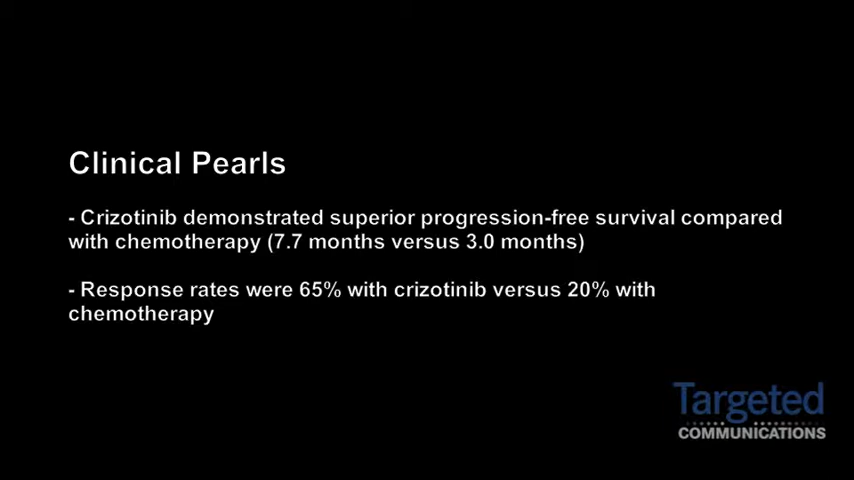 Clinical Pearls
- Crizotinib demonstrated superior progression-free survival compared
with chemotherapy (7.7 months versus 3.0 months)
- Response rates were 65% with crizotinib versus 20% with
chemotherapy
Targeted
COMMUNICATIONS